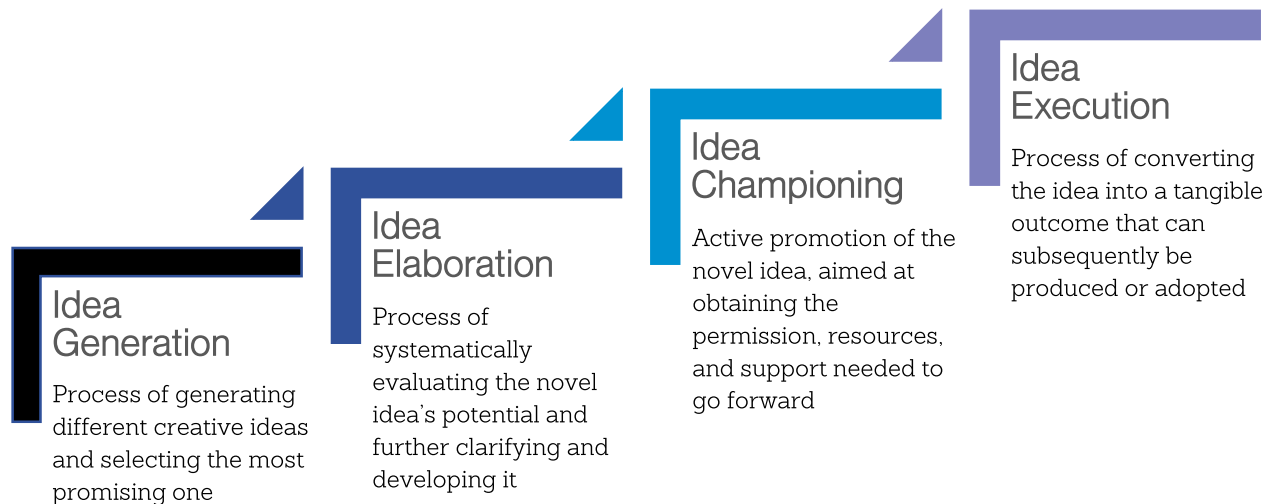 Idea
Generation
Process of generating
different creative ideas
and selecting the most
promising one
Idea
Elaboration
Process of
systematically
evaluating the novel
idea's potential and
further clarifying and
developing it
Idea
Championing
Active promotion of the
novel idea, aimed at
obtaining the
permission, resources,
and support needed to
go forward
Idea
Execution
Process of converting
the idea into a tangible
outcome that can
subsequently be
produced or adopted